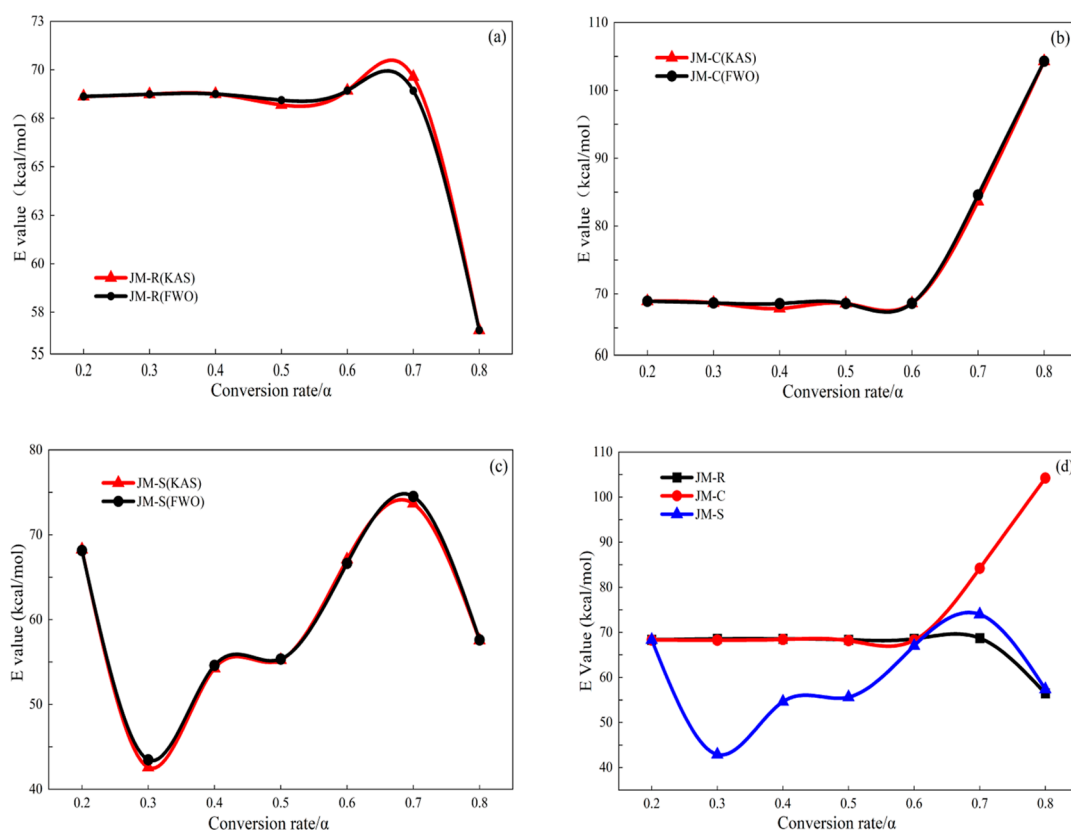 (a)
73
70
68
65
63
60
58
55
E value（kcal/mol）
JM-R(KAS)
JM-R(FWO)
0.2 0.3 0.4 0.5 0.6 0.7 0.8
Conversion rate/α
(b)
110
100
90
80
70
60
E value（kcal/mol）
JM-C(KAS)
JM-C(FWO)
0.2 0.3 0.4 0.5 0.6 0.7 0.8
Conversion rate/α
(c)
80
70
60
50
40
E value (kcal/mol)
JM-S(KAS)
JM-S(FWO)
0.2 0.3 0.4 0.5 0.6 0.7 0.8
Conversion rate/α
(d)
110
100
90
80
70
60
50
40
E Value (kcal/mol)
JM-R
JM-C
JM-S
0.2 0.3 0.4 0.5 0.6 0.7 0.8
Conversion rate/α